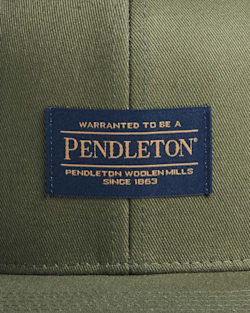 WARRANTED TO BE A
PENDLETON®
PENDLETON WOOLEN MILLS
SINCE 1863